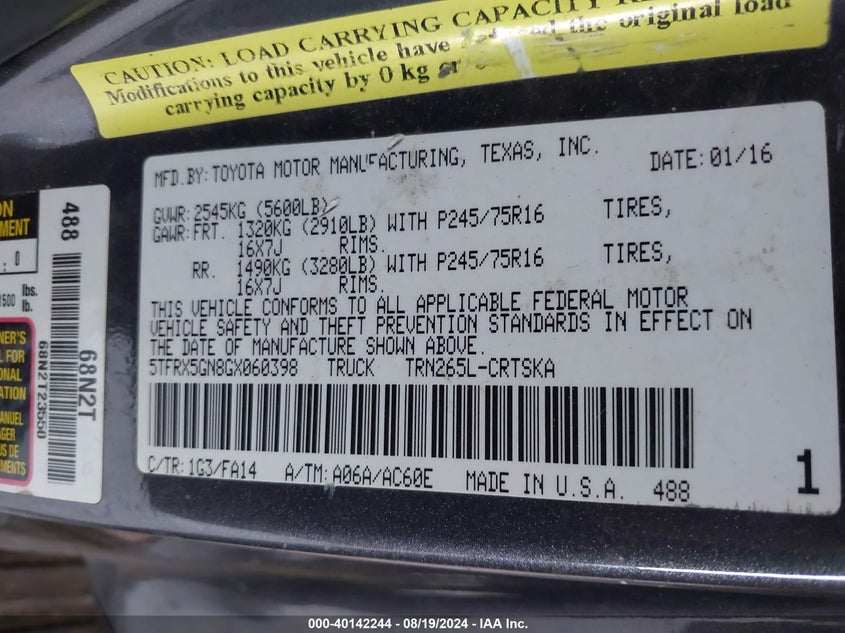 CAUTION: LOAD CARRYING CAPACITY
Modifications to this vehicle have the original load
carrying capacity by 0 kg
MFD.BY: TOYOTA MOTOR MANUFACTURING, TEXAS, INC. DATE: 01/16
GVWR: 2545KG (5600LB)
GAWR: FRT. 1320KG (2910LB) WITH P245/75R16 TIRES,
16X7J RIMS.
RR. 1490KG (3280LB) WITH P245/75R16 TIRES,
16X7J RIMS.
THIS VEHICLE CONFORMS TO ALL APPLICABLE FEDERAL MOTOR
VEHICLE SAFETY AND THEFT PREVENTION STANDARDS IN EFFECT ON
THE DATE OF MANUFACTURE SHOWN ABOVE.
5TFRX5GN8GX060398 TRUCK TRN265L-CRTSKA
C/TR: 1G3/FA14 A/TM: A06A/AC60E MADE IN U.S.A. 488
1
488
68N2T
68N2T23550
: 0
lbs.
lb.
000-40142244 - 08/19/2024 - IAA Inc.